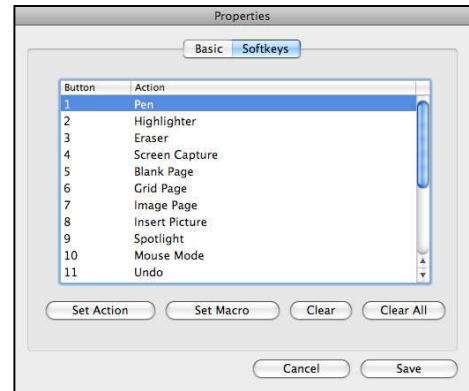 Properties
Basic Softkeys
Button Action
1 Pen
2 Highlighter
3 Eraser
4 Screen Capture
5 Blank Page
6 Grid Page
7 Image Page
8 Insert Picture
9 Spotlight
10 Mouse Mode
11 Undo
Set Action Set Macro Clear Clear All
Cancel Save